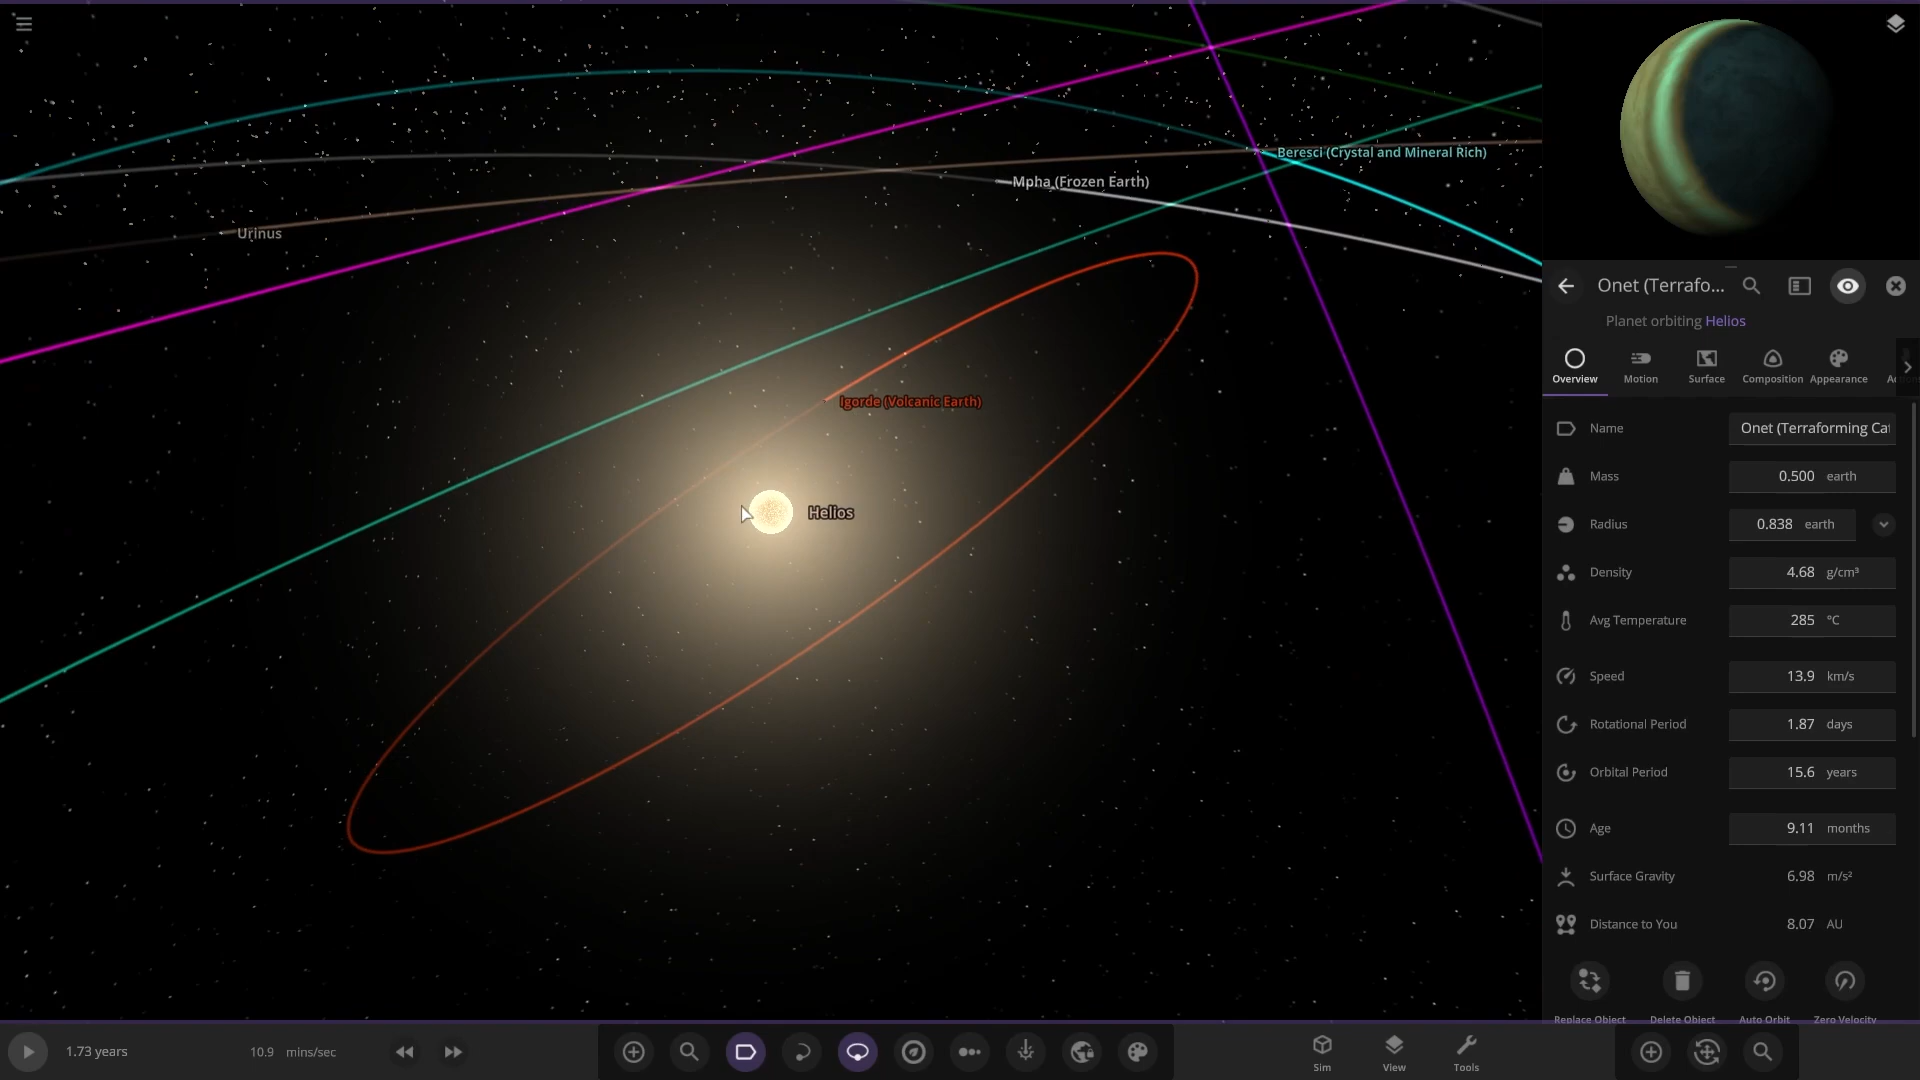 Beresci (Crystal and Mineral Rich)
Mpha (Frozen Earth)
Urinus
Igorde (Volcanic Earth)
Helios
Onet (Terrafo...
Planet orbiting Helios
Overview
Motion
Surface
Composition
Appearance
Name
Onet (Terraforming Ca
Mass
0.500 earth
Radius
0.838 earth
Density
4.68 g/cm³
Avg Temperature
285 °C
Speed
13.9 km/s
Rotational Period
1.87 days
Orbital Period
15.6 years
Age
9.11 months
Surface Gravity
6.98 m/s²
Distance to You
8.07 AU
Replace Object
Delete Object
Auto Orbit
Zero Velocity
1.73 years
10.9 mins/sec
Sim
View
Tools